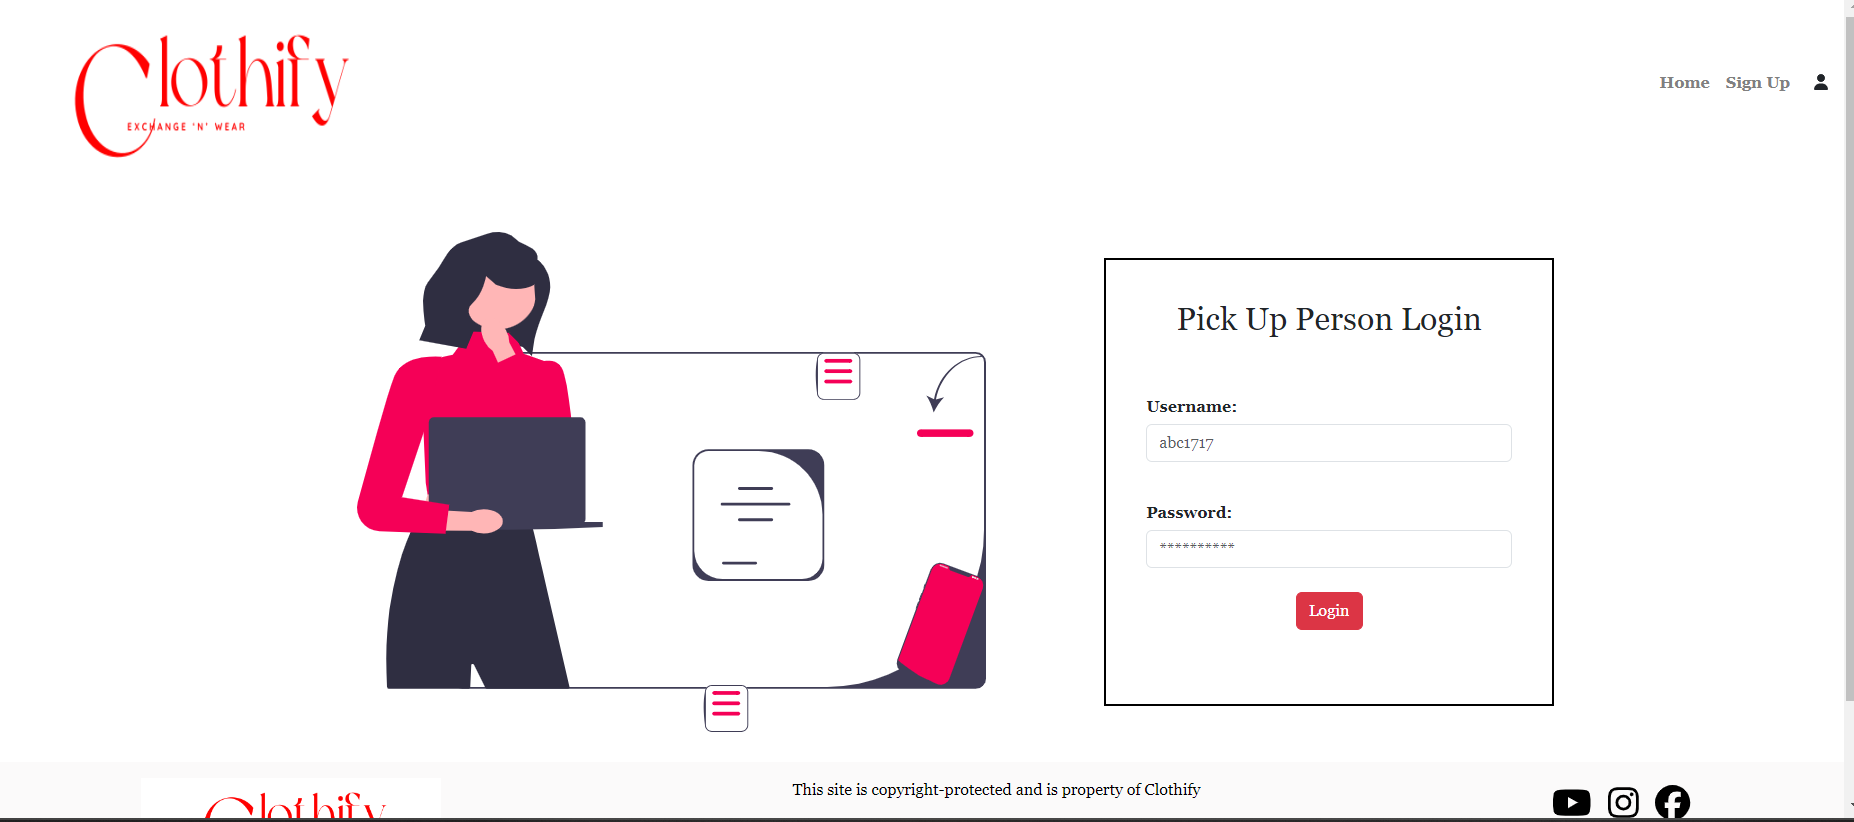 Clothify
EXCHANGE 'N' WEAR
Home Sign Up
Pick Up Person Login
Username:
abc1717
Password:
**********
Login
Clothify
This site is copyright-protected and is property of Clothify